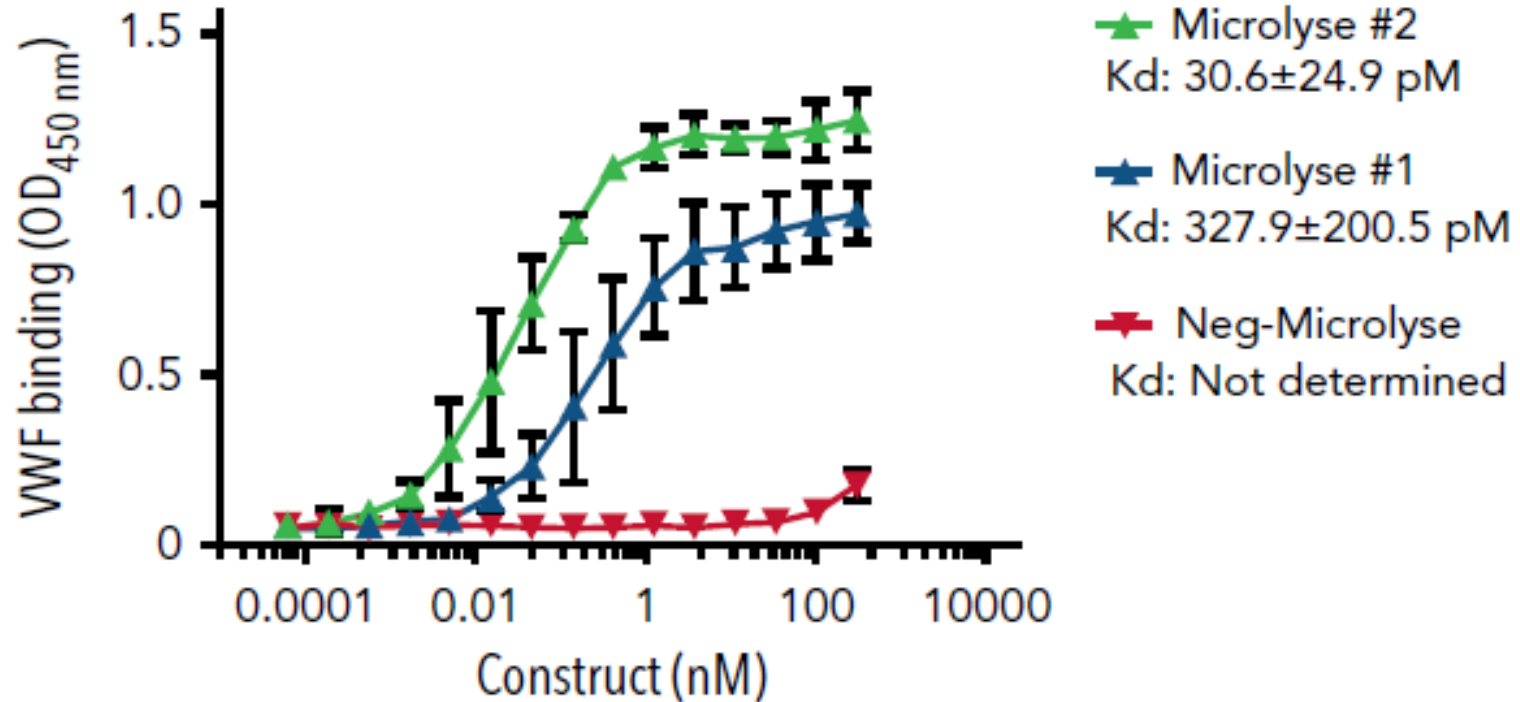 VWF binding (OD450 nm)
1.5
1.0
0.5
0
0.0001 0.01 1 100 10000
Construct (nM)
Microlyse #2
Kd: 30.6±24.9 pM
Microlyse #1
Kd: 327.9±200.5 pM
Neg-Microlyse
Kd: Not determined